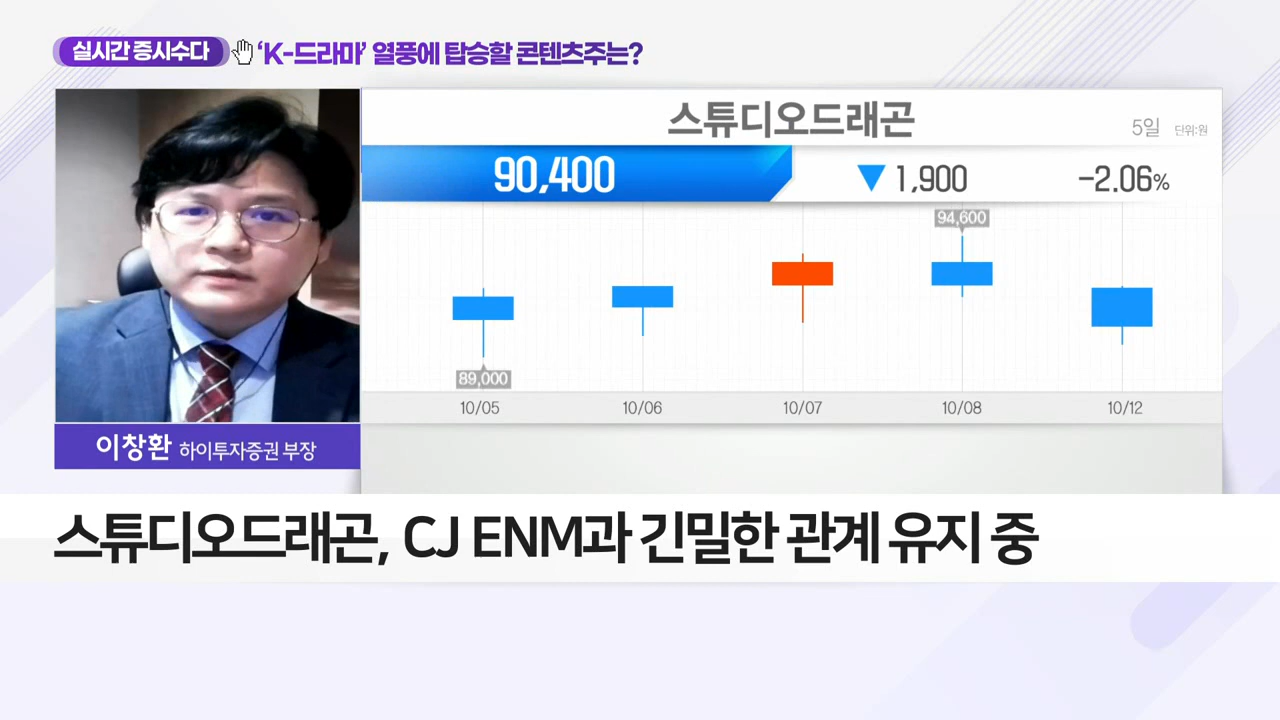 실시간 증시수다 ‘K-드라마’ 열풍에 탑승할 콘텐츠주는?
스튜디오드래곤
5일 단위:원
90,400 ▼ 1,900 -2.06%
94,600
89,000
10/05 10/06 10/07 10/08 10/12
이창환 하이투자증권 부장
스튜디오드래곤, CJ ENM과 긴밀한 관계 유지 중